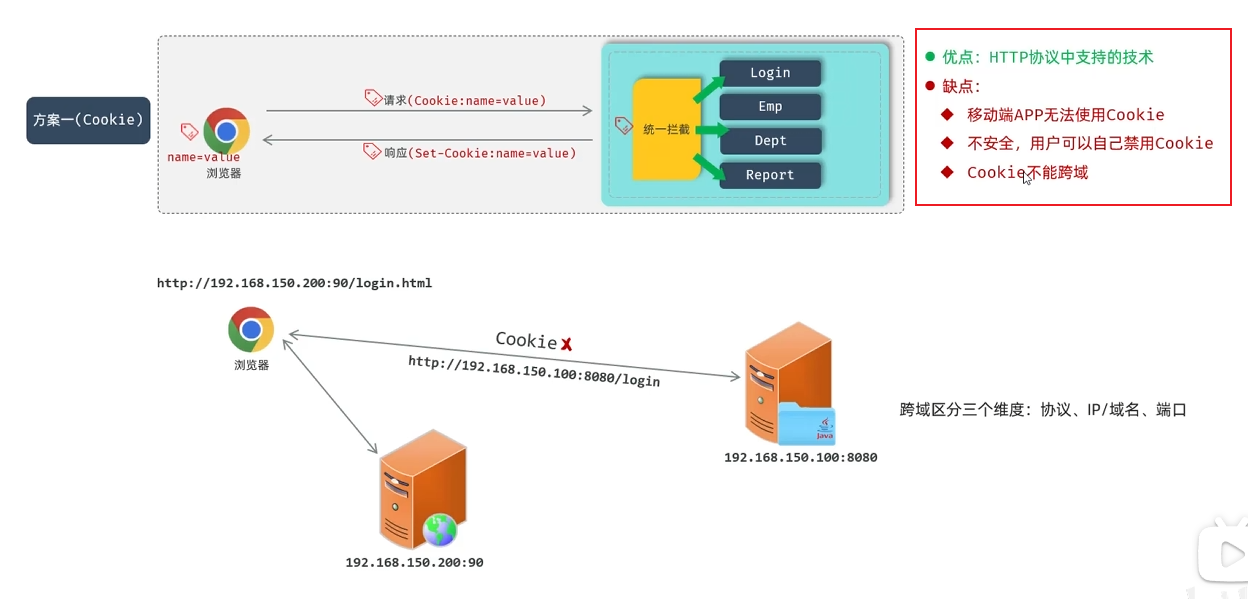 方案一(Cookie)
name=value
浏览器
请求(Cookie:name=value)
响应(Set-Cookie:name=value)
统一拦截
Login
Emp
Dept
Report
优点：HTTP协议中支持的技术
缺点：
移动端APP无法使用Cookie
不安全，用户可以自己禁用Cookie
Cookie不能跨域
http://192.168.150.200:90/login.html
浏览器
Cookie
http://192.168.150.100:8080/login
Java
192.168.150.100:8080
跨域区分三个维度：协议、IP/域名、端口
192.168.150.200:90